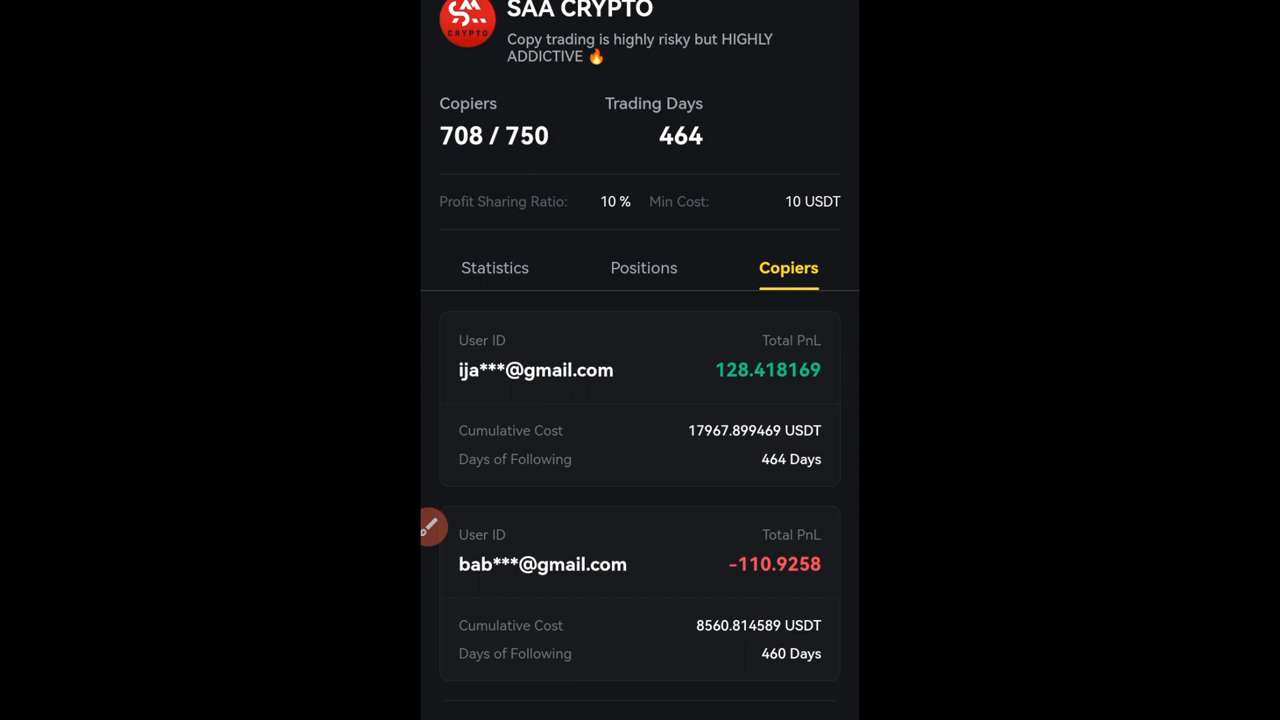 SAA CRYPTO
CRYPTO
Copy trading is highly risky but HIGHLY
ADDICTIVE 🔥
Copiers Trading Days
708 / 750 464
Profit Sharing Ratio: 10 % Min Cost: 10 USDT
Statistics Positions Copiers
User ID Total PnL
ija***@gmail.com 128.418169
Cumulative Cost 17967.899469 USDT
Days of Following 464 Days
User ID Total PnL
bab***@gmail.com -110.9258
Cumulative Cost 8560.814589 USDT
Days of Following 460 Days